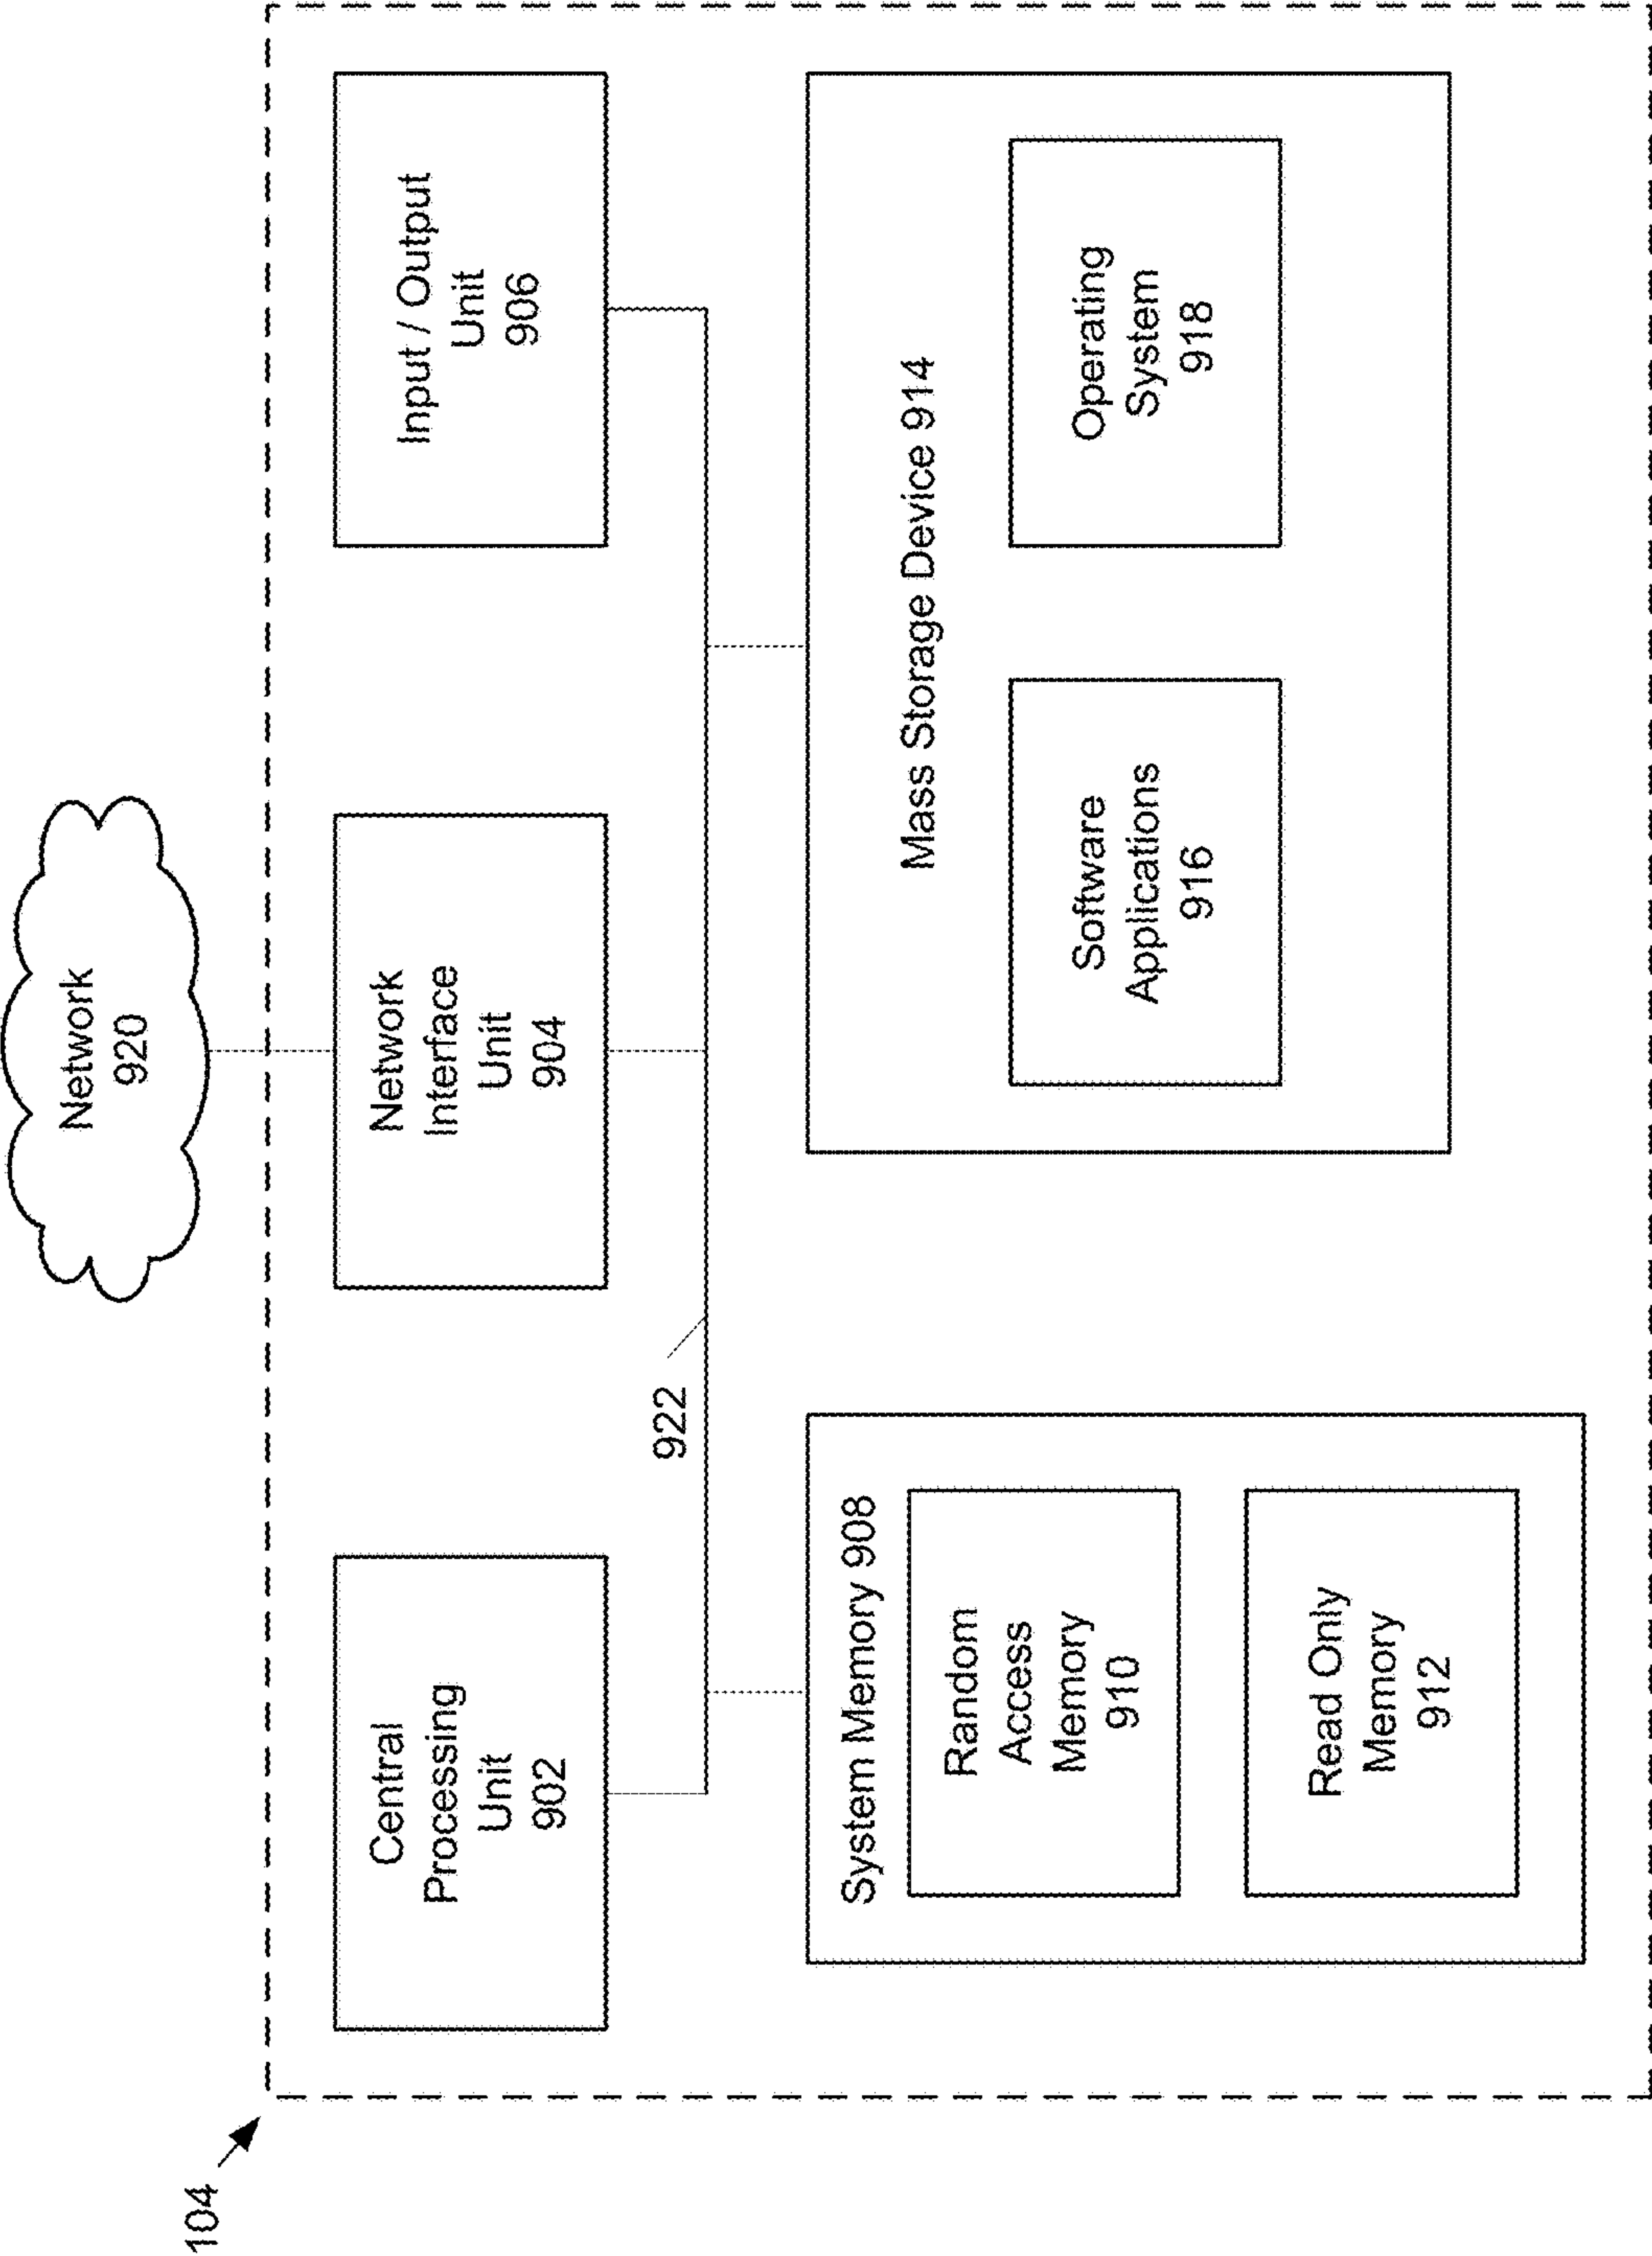 104
Network
920
Central
Processing
Unit
902
Network
Interface
Unit
904
Input / Output
Unit
906
922
System Memory 908
Random
Access
Memory
910
Read Only
Memory
912
Mass Storage Device 914
Software
Applications
916
Operating
System
918